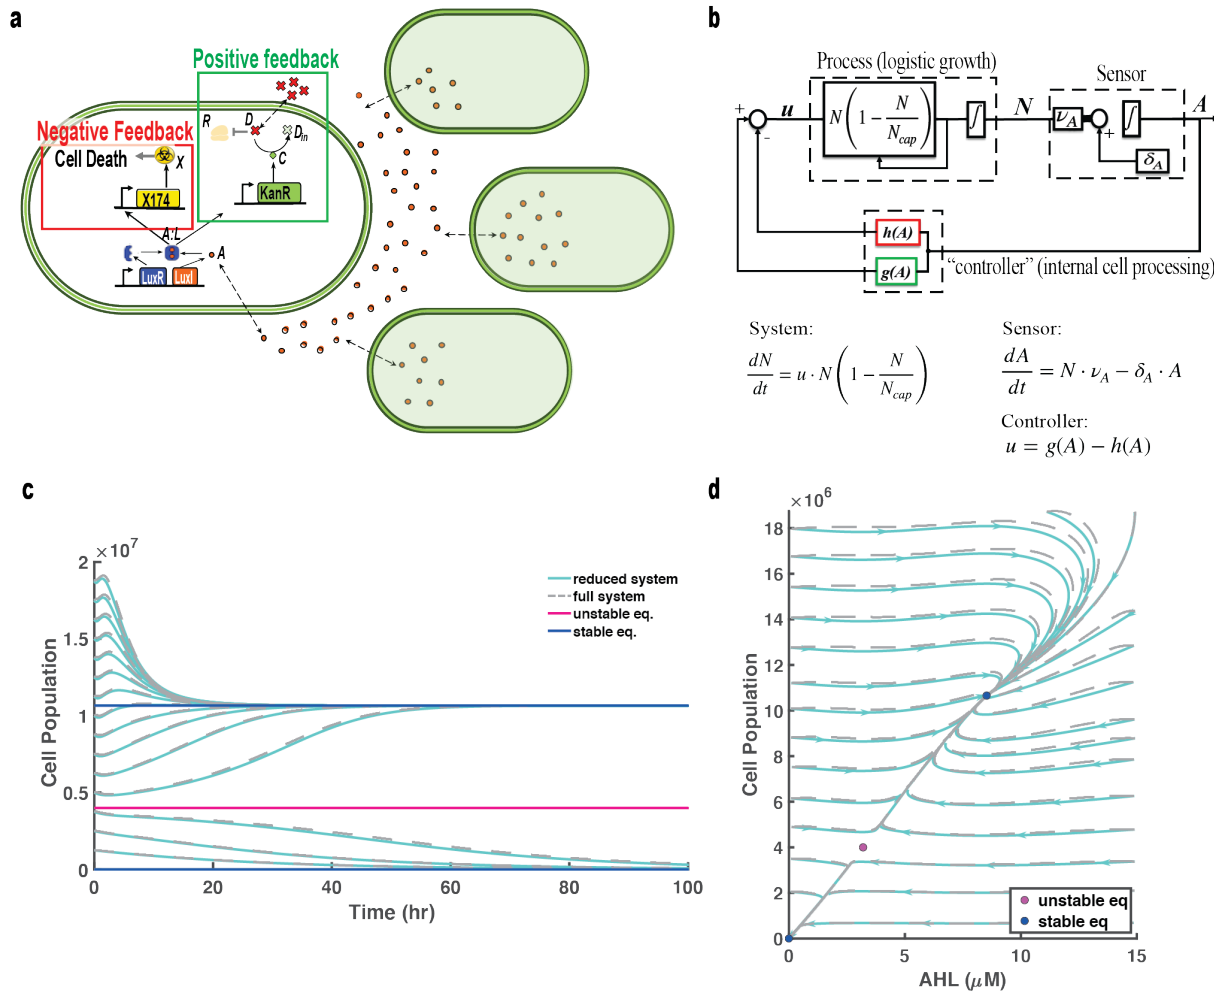 a
Positive feedback
Negative Feedback
Cell Death
X
R
D
D_in
C
X174
KanR
A:L
A
LuxR
LuxI
b
Process (logistic growth)
Sensor
+
-
u
N(1 - N/N_cap)
∫
N
ν_A
+
∫
δ_A
A
h(A)
g(A)
“controller” (internal cell processing)
System:
dN/dt = u · N(1 - N/N_cap)
Sensor:
dA/dt = N · ν_A − δ_A · A
Controller:
u = g(A) − h(A)
c
×10^7
2
1.5
1
0.5
0
Cell Population
0 20 40 60 80 100
Time (hr)
reduced system
full system
unstable eq.
stable eq.
d
×10^6
18
16
14
12
10
8
6
4
2
0
Cell Population
0 5 10 15
AHL (μM)
unstable eq
stable eq